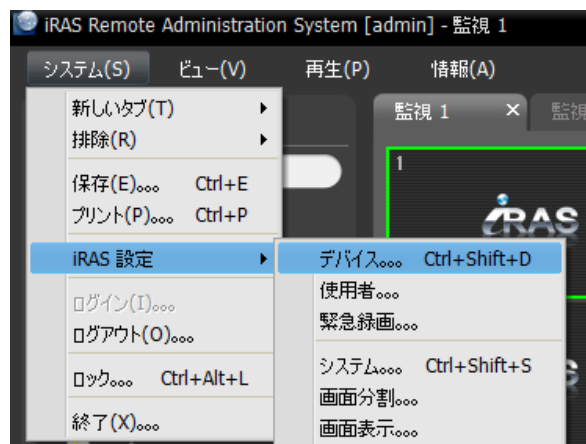 iRAS Remote Administration System [admin] - 監視 1
システム(S) ビュー(V) 再生(P) 情報(A)
新しいタブ(T)
排除(R)
保存(E)... Ctrl+E
プリント(P)... Ctrl+P
iRAS 設定
ログイン(I)...
ログアウト(O)...
ロック... Ctrl+Alt+L
終了(X)...
監視 1 × 監視
1
iRAS
デバイス... Ctrl+Shift+D
使用者...
緊急録画...
システム... Ctrl+Shift+S
画面分割...
画面表示...